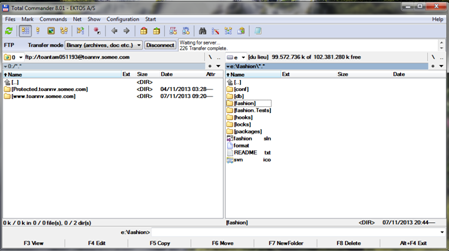 Total Commander 8.01 - EKTOS A/S
Files Mark Commands Net Show Configuration Start Help
FTP Transfer mode Binary (archives, doc etc.) Disconnect Waiting for server...
226 Transfer complete.
0 ftp://toantam051193@toannv.somee.com \ ..
e [du lieu] 99.572.736 k of 102.381.280 k free \ ..
0:/*.* * 
e:\fashion\*.* *
Name Ext Size Date Attr
[..] <DIR>
[Protected.toannv.somee.com] <DIR> 04/11/2013 03:28----
[www.toannv.somee.com] <DIR> 07/11/2013 09:20----
Name Ext Size Date Attr
[..]
[conf]
[db]
[fashion]
[fashion.Tests]
[hooks]
[locks]
[packages]
fashion sln
format
README txt
svn ico
0 k / 0 k in 0 / 0 file(s), 0 / 2 dir(s)
[fashion] <DIR> 07/11/2013 20:44----
e:\fashion>
F3 View F4 Edit F5 Copy F6 Move F7 NewFolder F8 Delete Alt+F4 Exit